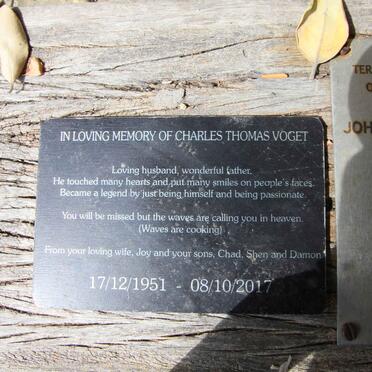 IN LOVING MEMORY OF CHARLES THOMAS VOGET
Loving husband, wonderful father.
He touched many hearts and put many smiles on people's faces.
Became a legend by just being himself and being passionate.
You will be missed but the waves are calling you in heaven.
(Waves are cooking)
From your loving wife, Joy and your sons, Chad, Shen and Damon
17/12/1951 - 08/10/2017
TER
JOH